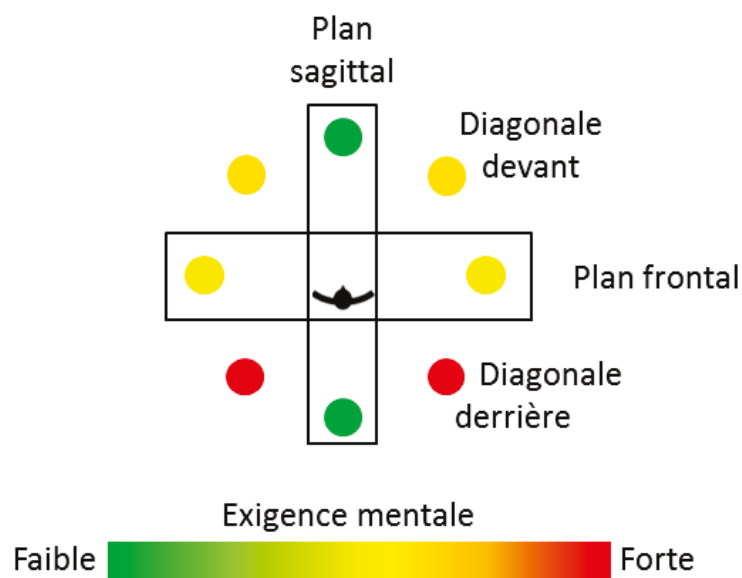 Plan
sagittal
Diagonale
devant
Plan frontal
Diagonale
derrière
Exigence mentale
Faible
Forte